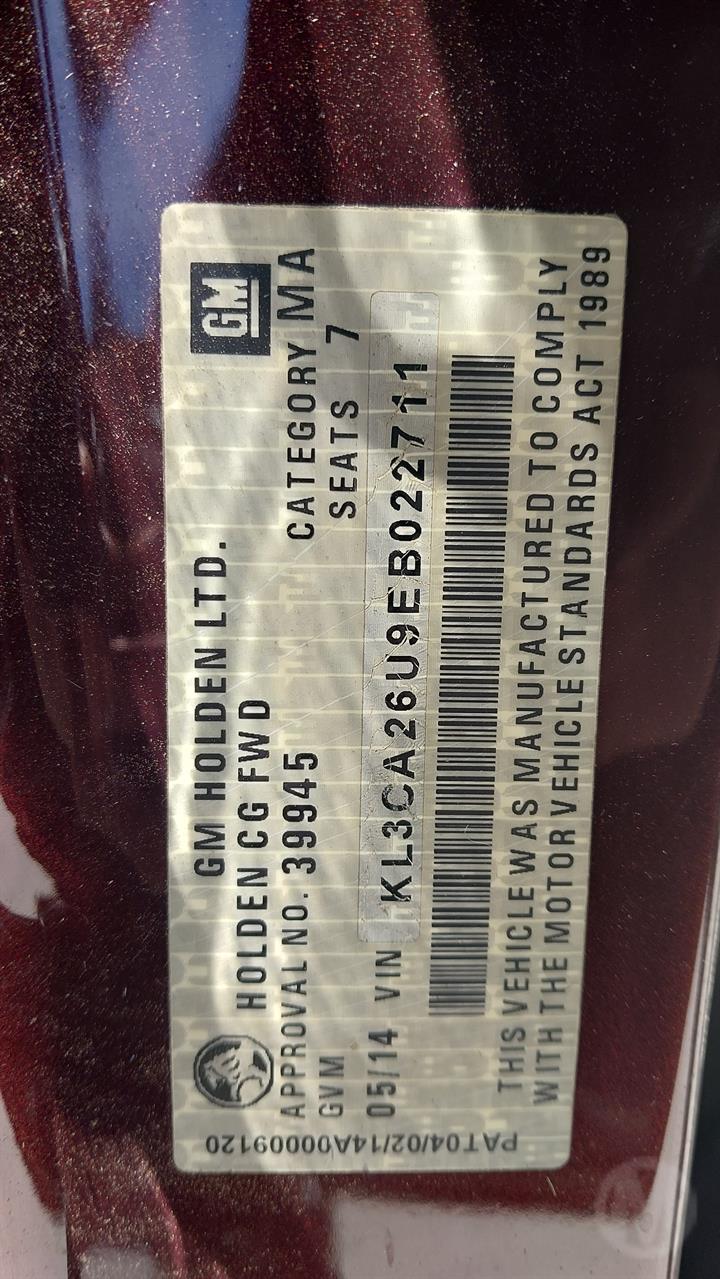 GM
GM HOLDEN LTD.
HOLDEN CG FWD
APPROVAL NO. 39945 CATEGORY MA
GVM SEATS 7
05/14 VIN KL3CA26U9EB022711
THIS VEHICLE WAS MANUFACTURED TO COMPLY
WITH THE MOTOR VEHICLE STANDARDS ACT 1989
PAT04/02/14A00009120